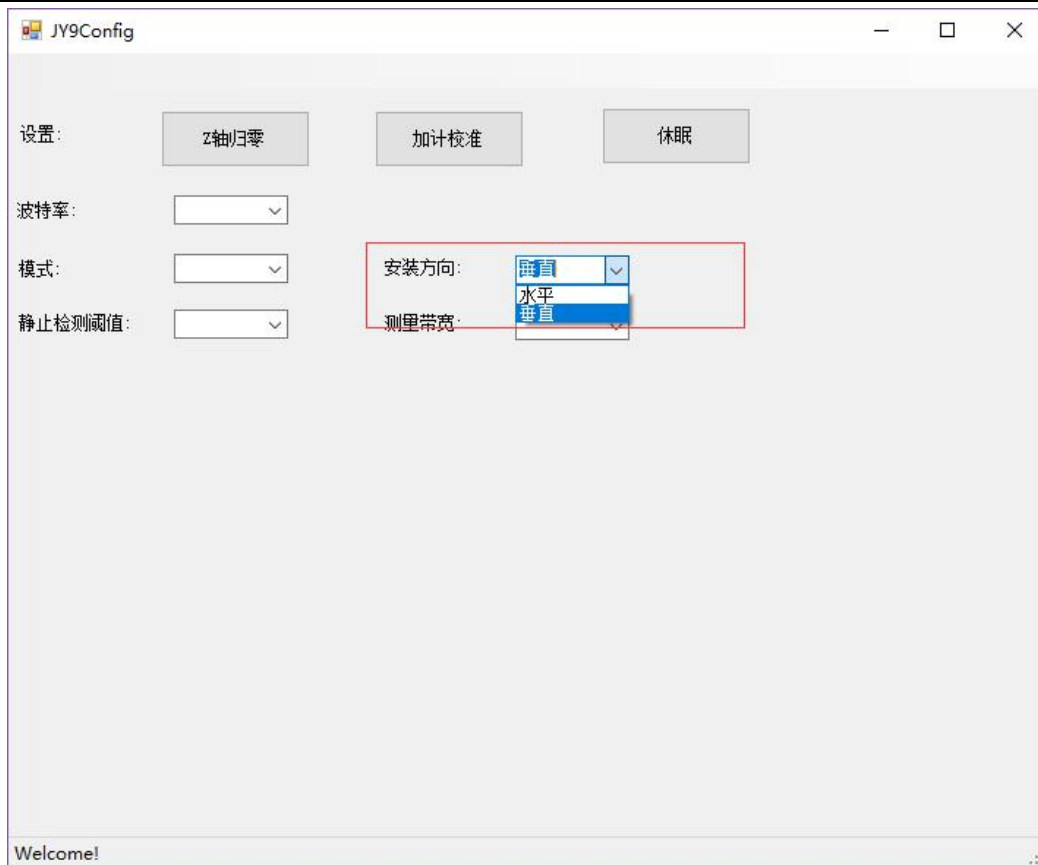 JY9Config
设置:
Z轴归零
加计校准
休眠
波特率:
模式:
安装方向:
垂直
水平
垂直
静止检测阈值:
测量带宽:
Welcome!